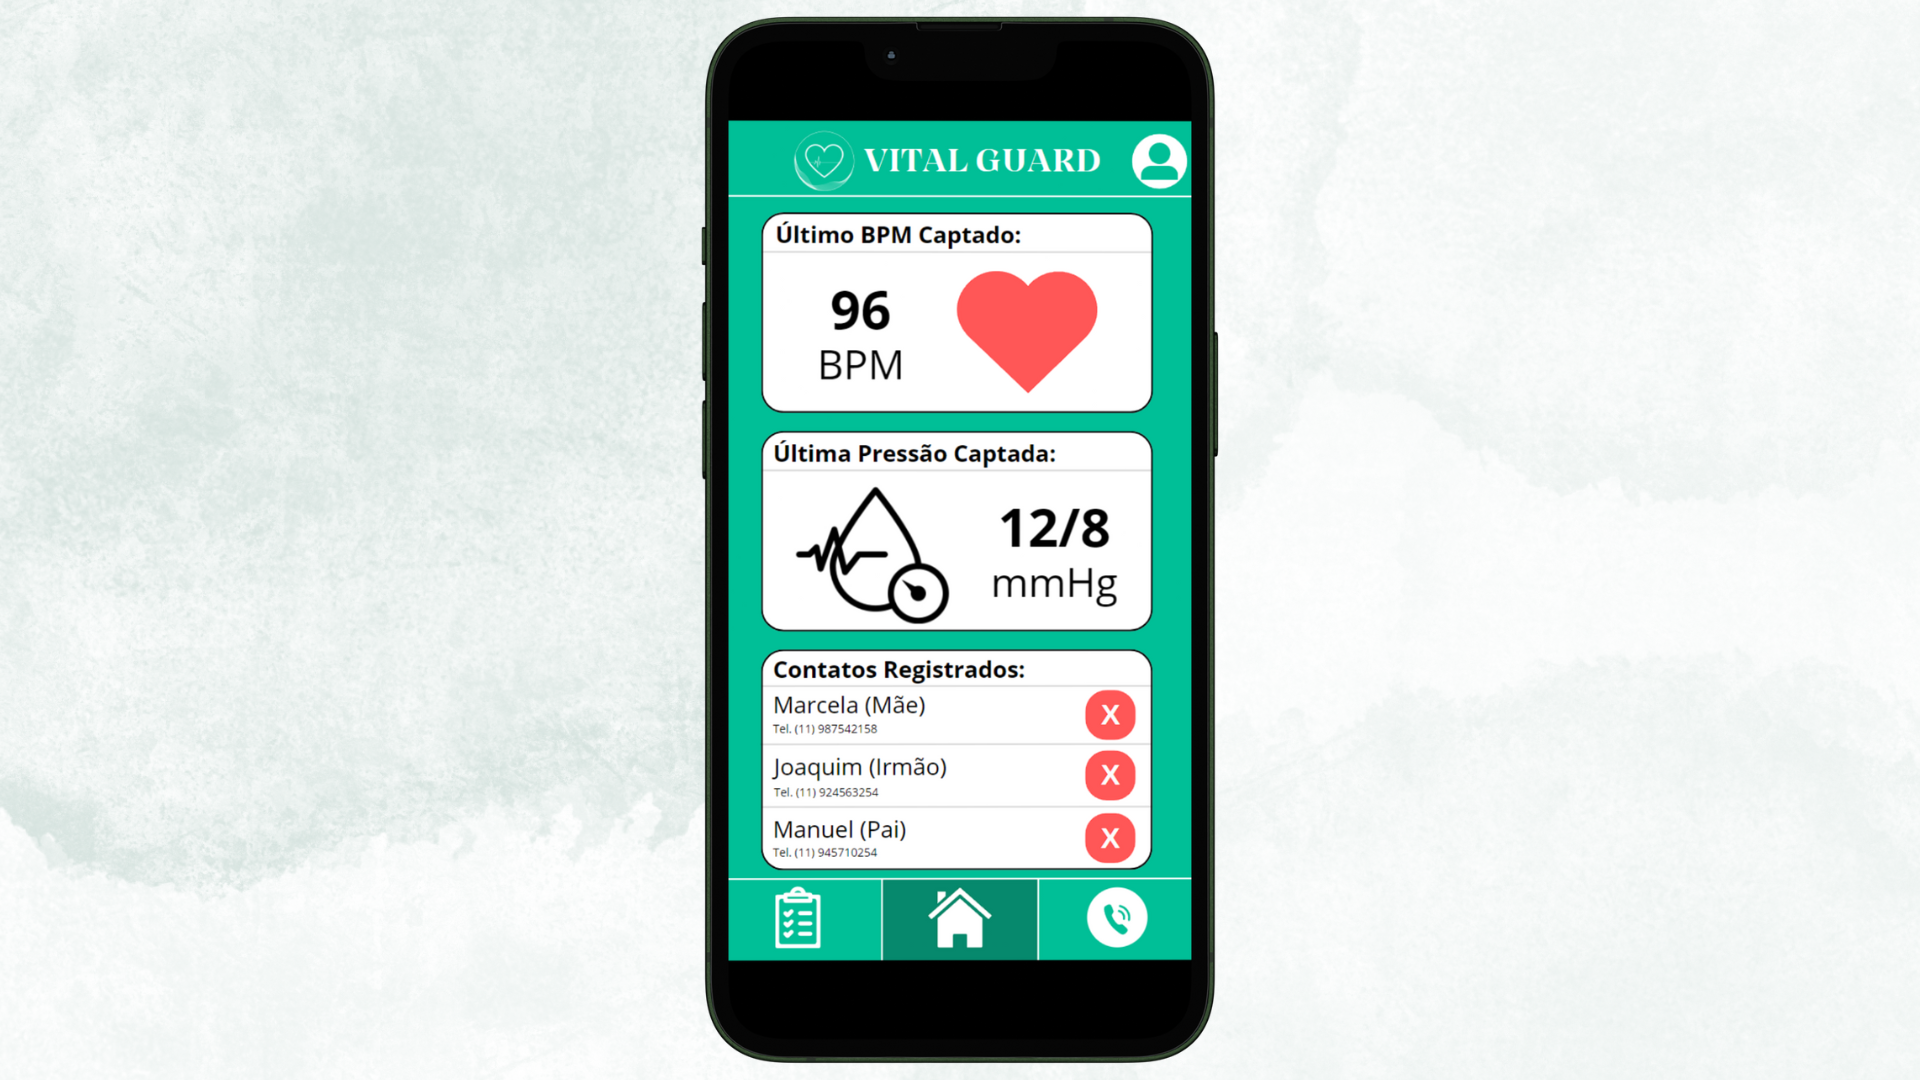 VITAL GUARD
Último BPM Captado:
96
BPM
Última Pressão Captada:
12/8
mmHg
Contatos Registrados:
Marcela (Mãe)
Tel. (11) 987542158
X
Joaquim (Irmão)
Tel. (11) 924563254
X
Manuel (Pai)
Tel. (11) 945710254
X